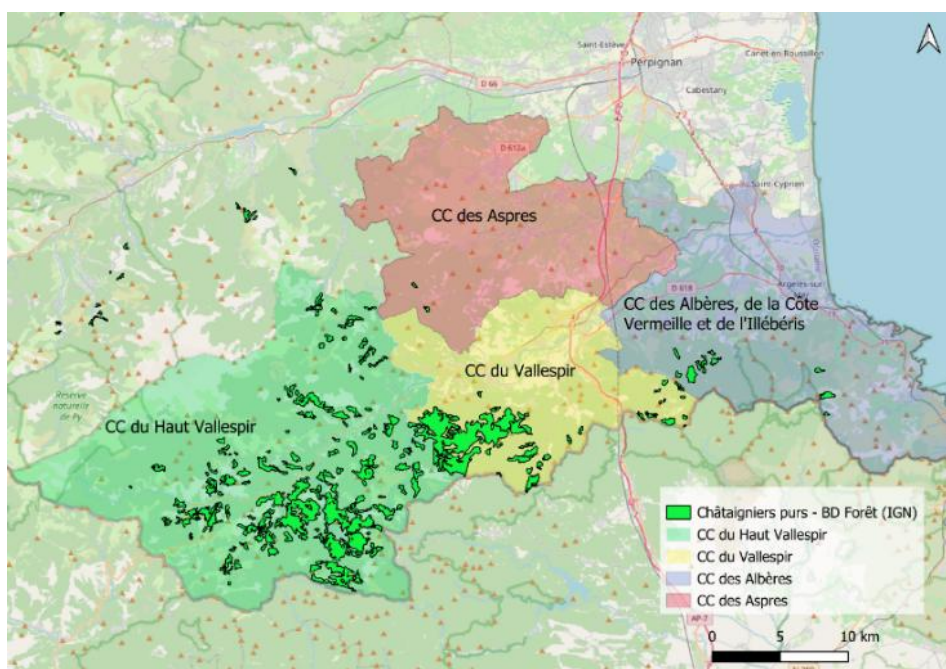 Saint-Estève
Perpignan
Canet-en-Roussillon
Cabestany
D 66
D 612a
Saint-Cyprien
CC des Aspres
D 618
Argelès-sur-
CC des Albères, de la Côte
Vermeille et de l'Illébéris
CC du Vallespir
Réserve
naturelle
de Py
CC du Haut Vallespir
Châtaigniers purs - BD Forêt (IGN)
CC du Haut Vallespir
CC du Vallespir
CC des Albères
CC des Aspres
AP-7
0 5 10 km